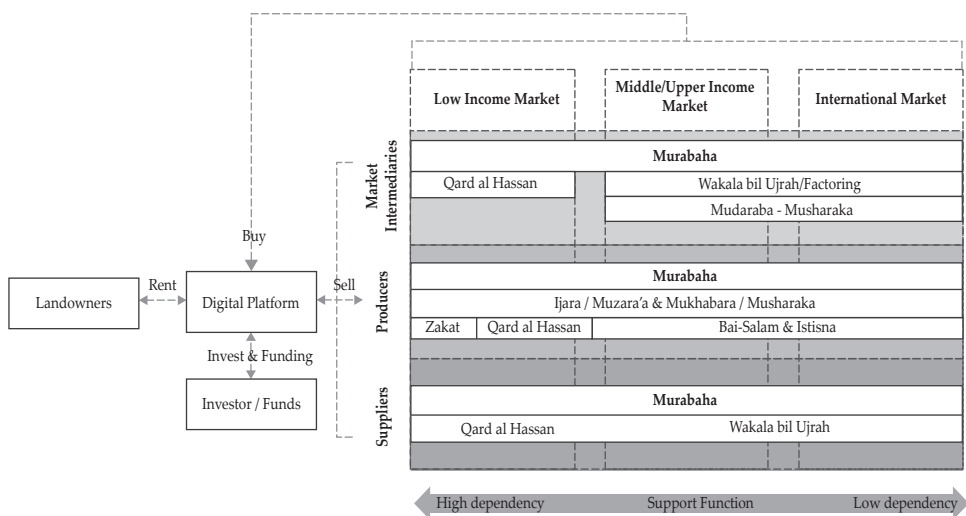 Low Income Market
Middle/Upper Income
Market
International Market
Market
Intermediaries
Murabaha
Qard al Hassan
Wakala bil Ujrah/Factoring
Mudaraba - Musharaka
Buy
Landowners
Rent
Digital Platform
Sell
Producers
Murabaha
Ijara / Muzara'a & Mukhabara / Musharaka
Zakat
Qard al Hassan
Bai-Salam & Istisna
Invest & Funding
Investor / Funds
Suppliers
Murabaha
Qard al Hassan
Wakala bil Ujrah
High dependency
Support Function
Low dependency